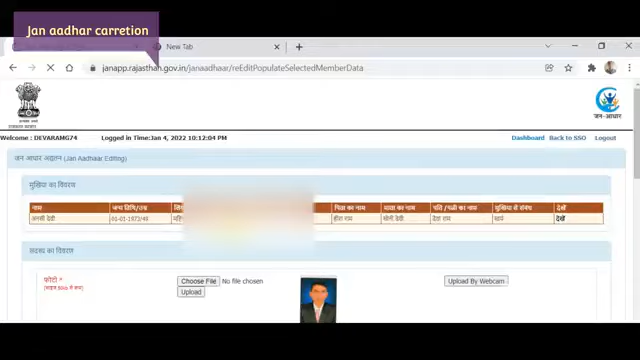 Jan aadhar carretion
New Tab
janapp.rajasthan.gov.in/janaadhaar/reEditPopulateSelectedMemberData
जन-आधार
Welcome : DEVARAMG74 Logged in Time:Jan 4, 2022 10:12:04 PM Dashboard Back to SSO Logout
जन आधार अद्यतन (Jan Aadhaar Editing)
मुखिया का विवरण
नाम जन्म तिथि/उम्र पिता का नाम माता का नाम पति / पत्नी का नाम मुखिया से संबंध देखें
देवी 01-01-1972/49 हीरा राम देवी राम स्वयं देखें
सदस्य का विवरण
फोटो *
Choose File No file chosen Upload By Webcam
Upload